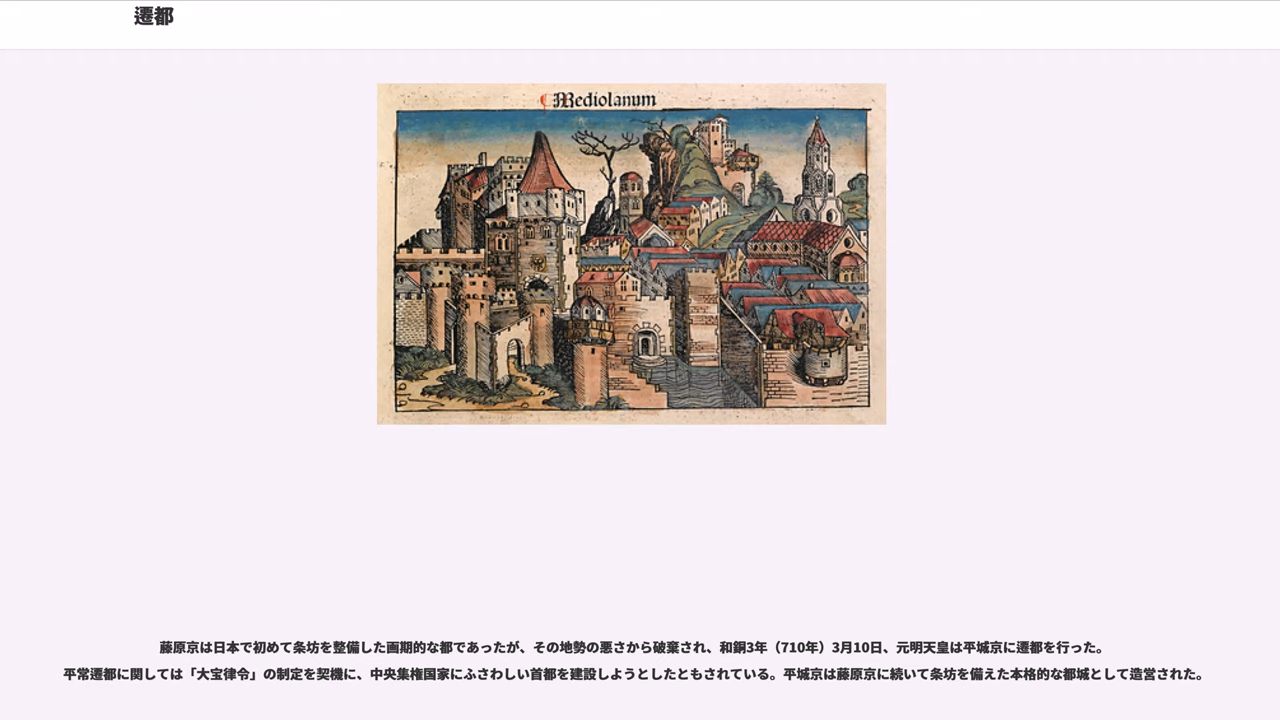 遷都
Mediolanum
藤原京は日本で初めて条坊を整備した画期的な都であったが、その地勢の悪さから破棄され、和銅3年（710年）3月10日、元明天皇は平城京に遷都を行った。
平常遷都に関しては「大宝律令」の制定を契機に、中央集権国家にふさわしい首都を建設しようとしたともされている。平城京は藤原京に続いて条坊を備えた本格的な都城として造営された。